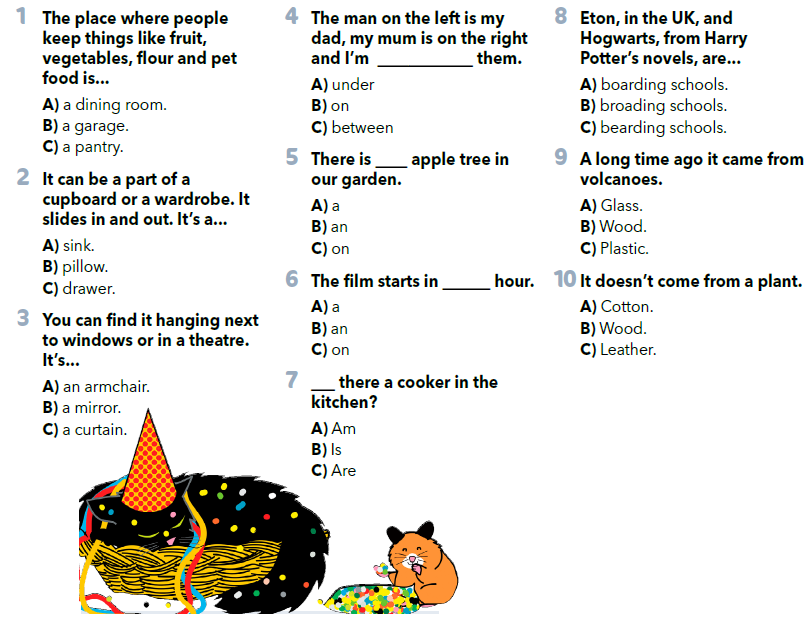 1 The place where people
keep things like fruit,
vegetables, flour and pet
food is...
A) a dining room.
B) a garage.
C) a pantry.
2 It can be a part of a
cupboard or a wardrobe. It
slides in and out. It’s a...
A) sink.
B) pillow.
C) drawer.
3 You can find it hanging next
to windows or in a theatre.
It’s...
A) an armchair.
B) a mirror.
C) a curtain.
4 The man on the left is my
dad, my mum is on the right
and I’m ____________ them.
A) under
B) on
C) between
5 There is ____ apple tree in
our garden.
A) a
B) an
C) on
6 The film starts in ______ hour.
A) a
B) an
C) on
7 ___ there a cooker in the
kitchen?
A) Am
B) Is
C) Are
8 Eton, in the UK, and
Hogwarts, from Harry
Potter’s novels, are...
A) boarding schools.
B) broading schools.
C) bearding schools.
9 A long time ago it came from
volcanoes.
A) Glass.
B) Wood.
C) Plastic.
10 It doesn’t come from a plant.
A) Cotton.
B) Wood.
C) Leather.